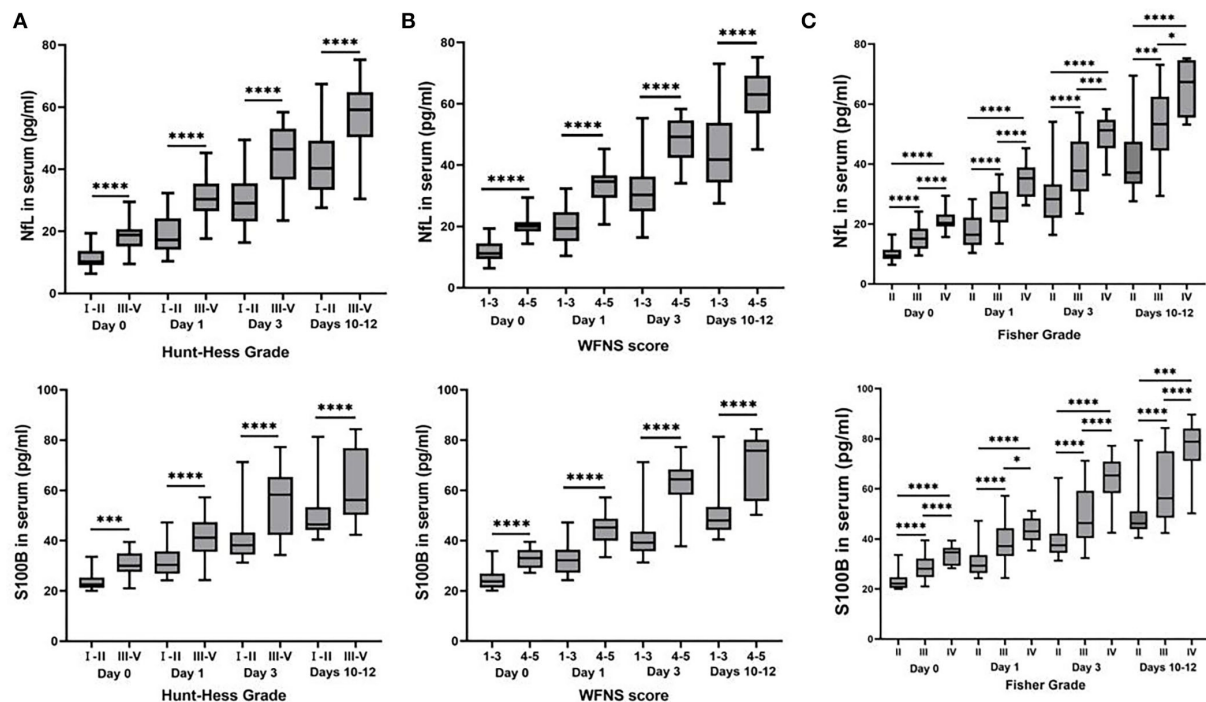 A
NfL in serum (pg/ml)
80
60
40
20
0
****
****
****
****
I -II III-V I -II III-V I -II III-V I -II III-V
Day 0 Day 1 Day 3 Days 10-12
Hunt-Hess Grade
B
NfL in serum (pg/ml)
80
60
40
20
0
****
****
****
****
1-3 4-5 1-3 4-5 1-3 4-5 1-3 4-5
Day 0 Day 1 Day 3 Days 10-12
WFNS score
C
NfL in serum (pg/ml)
80
60
40
20
0
****
**** ****
****
**** ****
****
**** ***
****
*** *
II III IV II III IV II III IV II III IV
Day 0 Day 1 Day 3 Days 10-12
Fisher Grade
S100B in serum (pg/ml)
100
80
60
40
20
0
***
****
****
****
I -II III-V I -II III-V I -II III-V I -II III-V
Day 0 Day 1 Day 3 Days 10-12
Hunt-Hess Grade
S100B in serum (pg/ml)
100
80
60
40
20
0
****
****
****
****
1-3 4-5 1-3 4-5 1-3 4-5 1-3 4-5
Day 0 Day 1 Day 3 Days 10-12
WFNS score
S100B in serum (pg/ml)
100
80
60
40
20
0
****
**** ****
****
**** *
****
**** ****
***
**** ****
II III IV II III IV II III IV II III IV
Day 0 Day 1 Day 3 Days 10-12
Fisher Grade